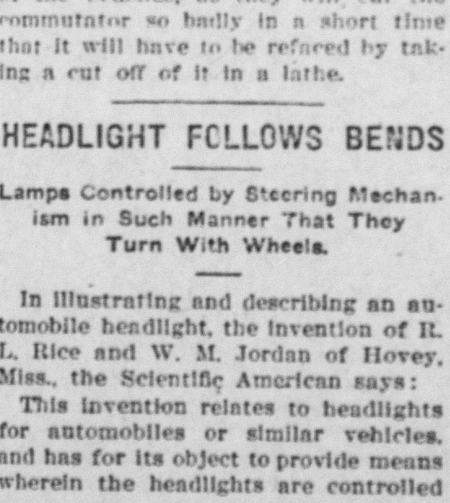 commutator so badly in a short time
that it will have to be refaced by tak-
ing a cut off of it in a lathe.
HEADLIGHT FOLLOWS BENDS
Lamps Controlled by Steering Mechan-
ism in Such Manner That They
Turn With Wheels.
In illustrating and describing an au-
tomobile headlight, the invention of R.
L. Rice and W. M. Jordan of Hovey,
Miss., the Scientific American says:
This invention relates to headlights
for automobiles or similar vehicles,
and has for its object to provide means
wherein the headlights are controlled